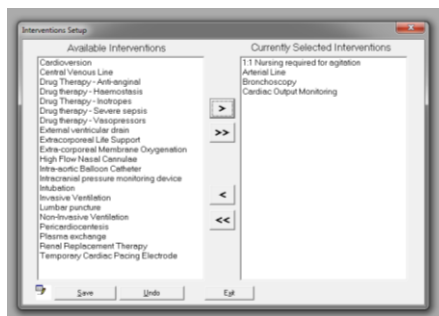 Interventions Setup
Available Interventions
Cardioversion
Central Venous Line
Drug Therapy - Anti-anginal
Drug therapy - Haemostasis
Drug Therapy - Inotropes
Drug therapy - Severe sepsis
Drug therapy - Vasopressors
External ventricular drain
Extracorporeal Life Support
Extra-corporeal Membrane Oxygenation
High Flow Nasal Cannulae
Intra-aortic Balloon Catheter
Intracranial pressure monitoring device
Intubation
Invasive Ventilation
Lumbar puncture
Non-Invasive Ventilation
Pericardiocentesis
Plasma exchange
Renal Replacement Therapy
Temporary Cardiac Pacing Electrode
>
>>
<
<<
Currently Selected Interventions
1:1 Nursing required for agitation
Arterial Line
Bronchoscopy
Cardiac Output Monitoring
Save
Undo
Exit